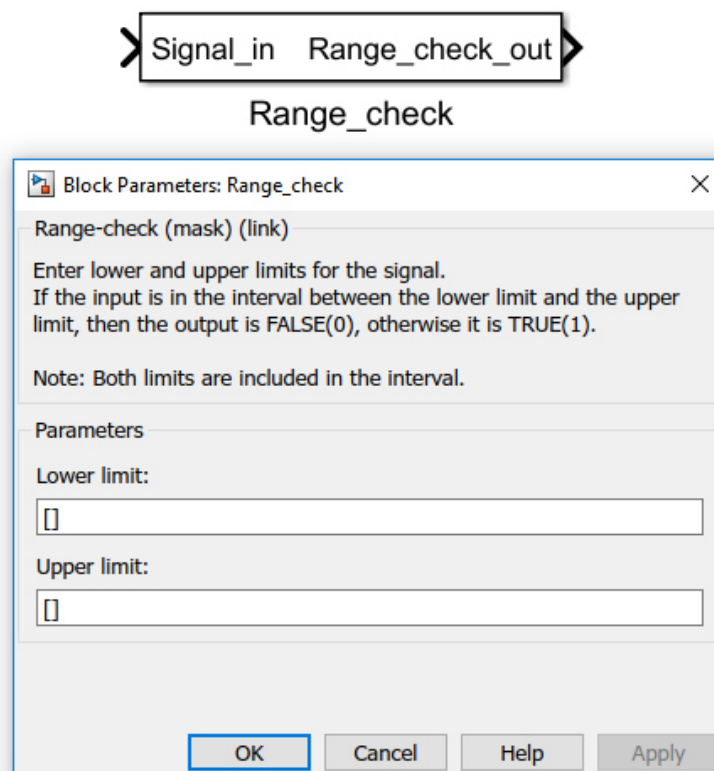 Signal_in Range_check_out
Range_check
Block Parameters: Range_check
Range-check (mask) (link)
Enter lower and upper limits for the signal.
If the input is in the interval between the lower limit and the upper
limit, then the output is FALSE(0), otherwise it is TRUE(1).
Note: Both limits are included in the interval.
Parameters
Lower limit:
[]
Upper limit:
[]
OK Cancel Help Apply